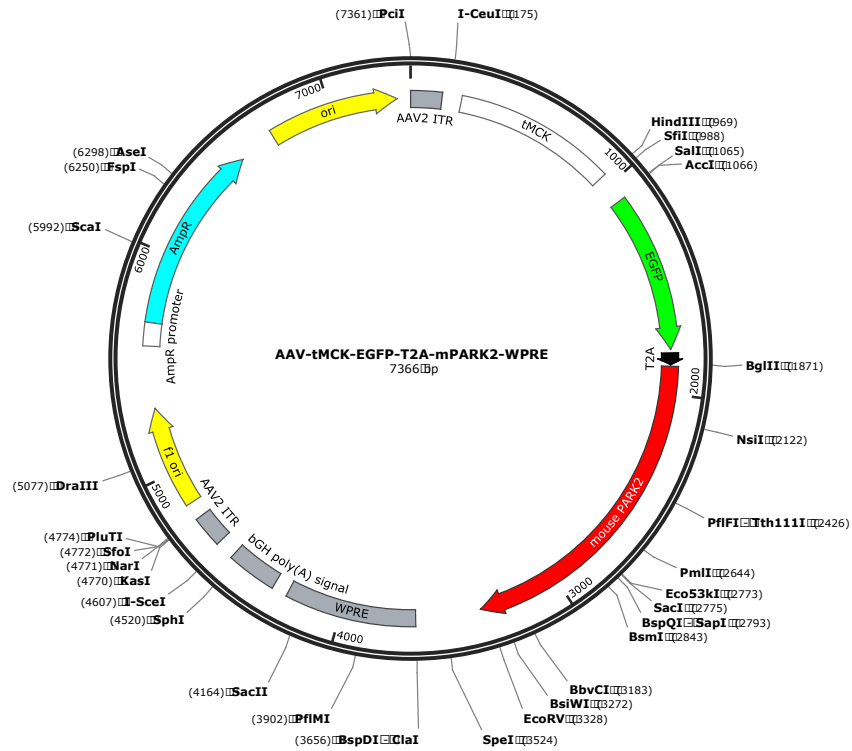 (7361) PciI
I-CeuI (175)
HindIII (969)
SfiI (988)
SalI (1065)
AccI (1066)
BglII (1871)
NsiI (2122)
PflFI - Tth111I (2426)
PmlI (2644)
Eco53kI (2773)
SacI (2775)
BspQI - SapI (2793)
BsmI (2843)
BbvCI (3183)
BsiWI (3272)
EcoRV (3328)
SpeI (3524)
(3656) BspDI - ClaI
(3902) PflMI
(4164) SacII
(4520) SphI
(4607) I-SceI
(4770) KasI
(4771) NarI
(4772) SfoI
(4774) PluTI
(5077) DraIII
(5992) ScaI
(6250) FspI
(6298) AseI
1000
2000
3000
4000
5000
6000
7000
AAV2 ITR
tMCK
EGFP
T2A
mouse PARK2
WPRE
bGH poly(A) signal
AAV2 ITR
f1 ori
AmpR promoter
AmpR
ori
AAV-tMCK-EGFP-T2A-mPARK2-WPRE
7366 bp